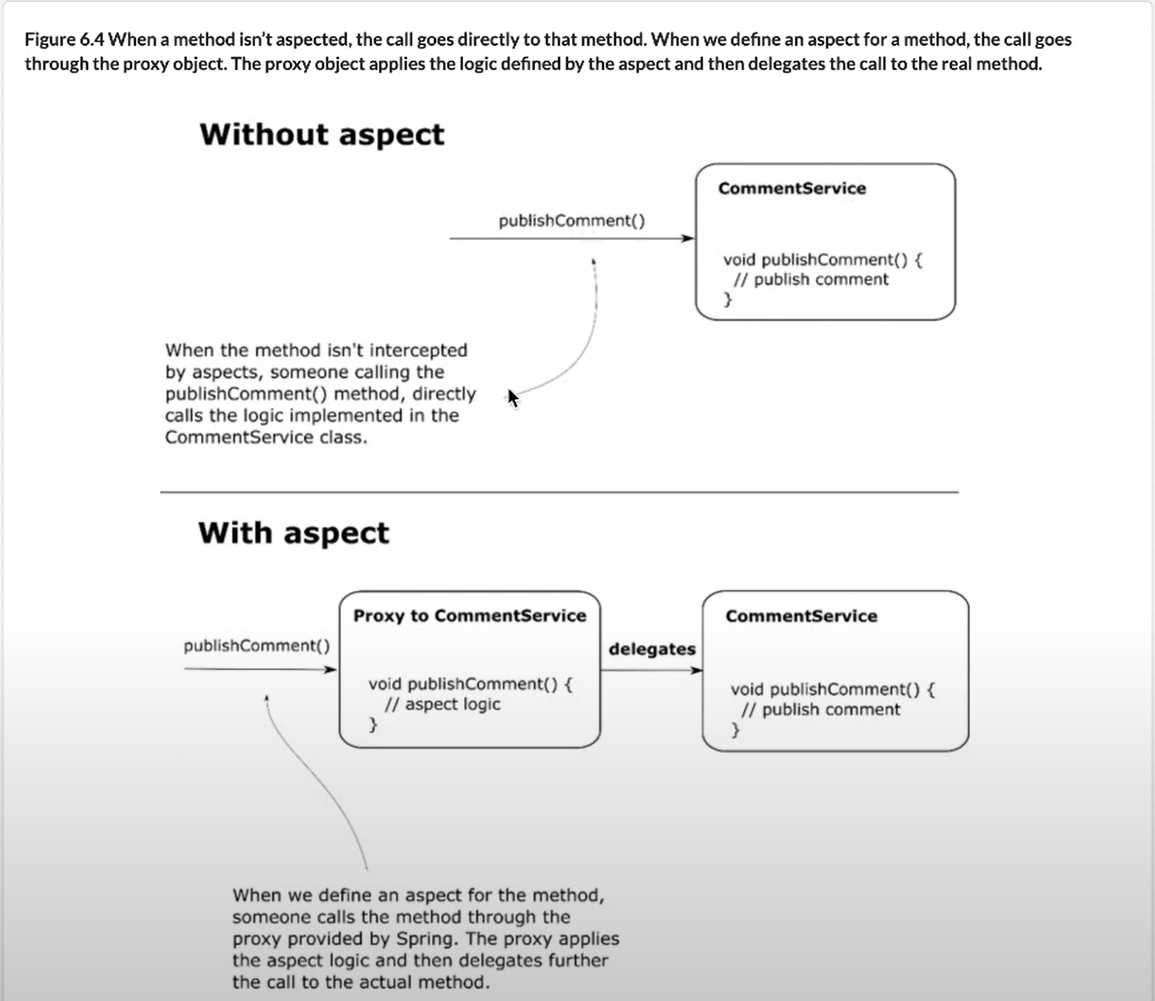 Figure 6.4 When a method isn't aspected, the call goes directly to that method. When we define an aspect for a method, the call goes
through the proxy object. The proxy object applies the logic defined by the aspect and then delegates the call to the real method.
Without aspect
CommentService
publishComment()
void publishComment() {
// publish comment
}
When the method isn't intercepted
by aspects, someone calling the
publishComment() method, directly
calls the logic implemented in the
CommentService class.
With aspect
Proxy to CommentService
CommentService
publishComment()
delegates
void publishComment() {
// aspect logic
}
void publishComment() {
// publish comment
}
When we define an aspect for the method,
someone calls the method through the
proxy provided by Spring. The proxy applies
the aspect logic and then delegates further
the call to the actual method.